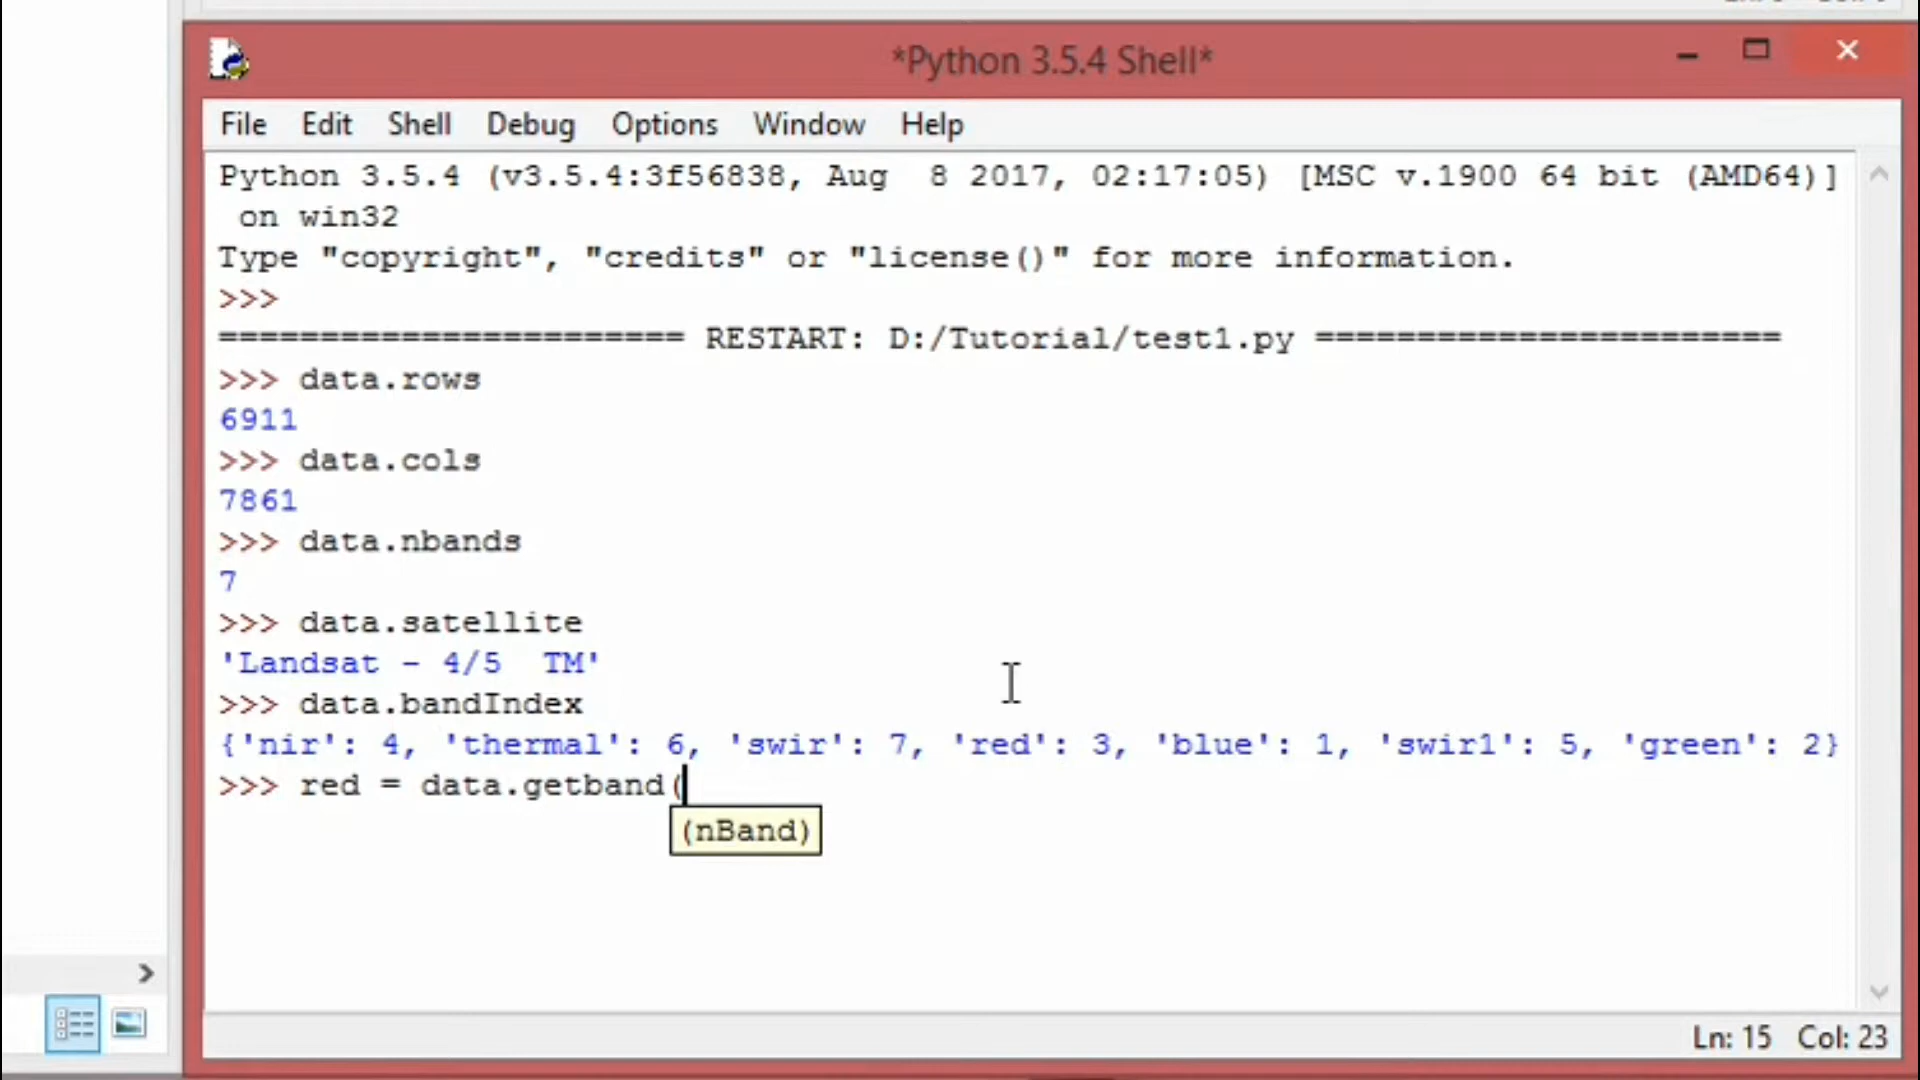 *Python 3.5.4 Shell*
File Edit Shell Debug Options Window Help
Python 3.5.4 (v3.5.4:3f56838, Aug  8 2017, 02:17:05) [MSC v.1900 64 bit (AMD64)]
on win32
Type "copyright", "credits" or "license()" for more information.
>>>
======================= RESTART: D:/Tutorial/test1.py =======================
>>> data.rows
6911
>>> data.cols
7861
>>> data.nbands
7
>>> data.satellite
'Landsat - 4/5  TM'
>>> data.bandIndex
{'nir': 4, 'thermal': 6, 'swir': 7, 'red': 3, 'blue': 1, 'swir1': 5, 'green': 2}
>>> red = data.getband(
(nBand)
Ln: 15 Col: 23